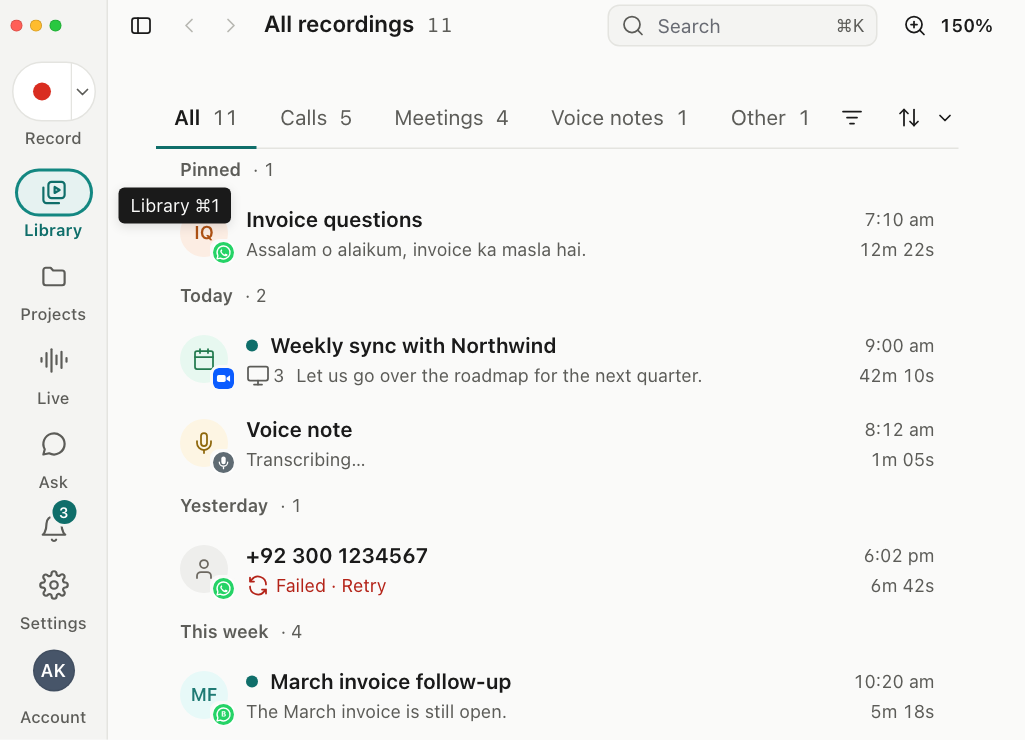 All recordings 11
Search ⌘K
150%
Record
Library
Projects
Live
Ask
3
Settings
AK
Account
Library ⌘1
All 11
Calls 5
Meetings 4
Voice notes 1
Other 1
Pinned · 1
IQ
Invoice questions 7:10 am
Assalam o alaikum, invoice ka masla hai. 12m 22s
Today · 2
Weekly sync with Northwind 9:00 am
3 Let us go over the roadmap for the next quarter. 42m 10s
Voice note 8:12 am
Transcribing... 1m 05s
Yesterday · 1
+92 300 1234567 6:02 pm
Failed · Retry 6m 42s
This week · 4
MF
March invoice follow-up 10:20 am
The March invoice is still open. 5m 18s